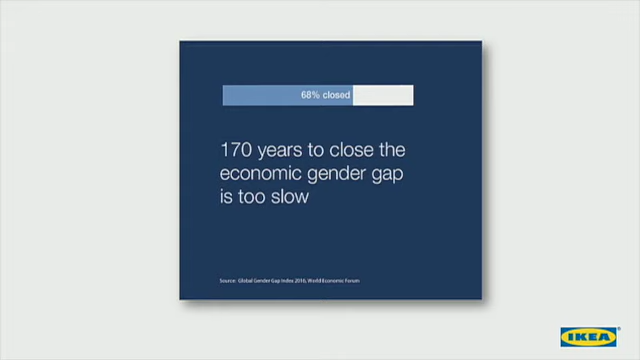 68% closed
170 years to close the
economic gender gap
is too slow
Source: Global Gender Gap Index 2016, World Economic Forum
IKEA